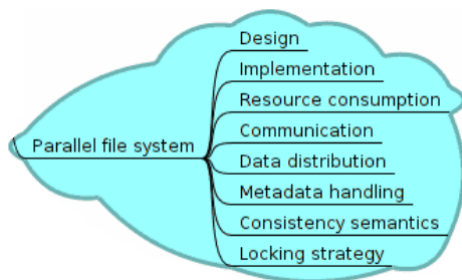 Design
Implementation
Resource consumption
Communication
Parallel file system
Data distribution
Metadata handling
Consistency semantics
Locking strategy